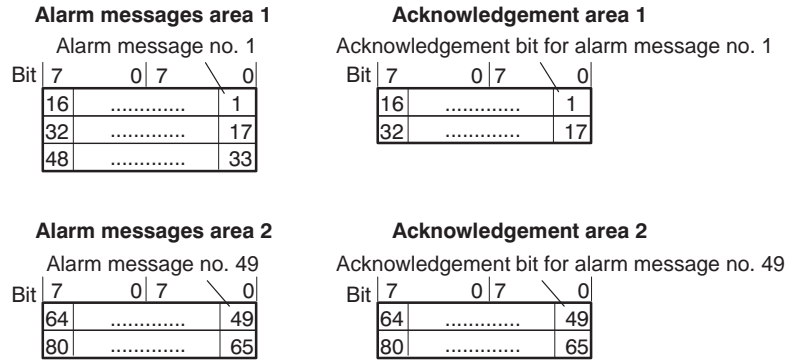 Alarm messages area 1
Alarm message no. 1
Bit 7 0 7 0
16 ............. 1
32 ............. 17
48 ............. 33
Acknowledgement area 1
Acknowledgement bit for alarm message no. 1
Bit 7 0 7 0
16 ............. 1
32 ............. 17
Alarm messages area 2
Alarm message no. 49
Bit 7 0 7 0
64 ............. 49
80 ............. 65
Acknowledgement area 2
Acknowledgement bit for alarm message no. 49
Bit 7 0 7 0
64 ............. 49
80 ............. 65